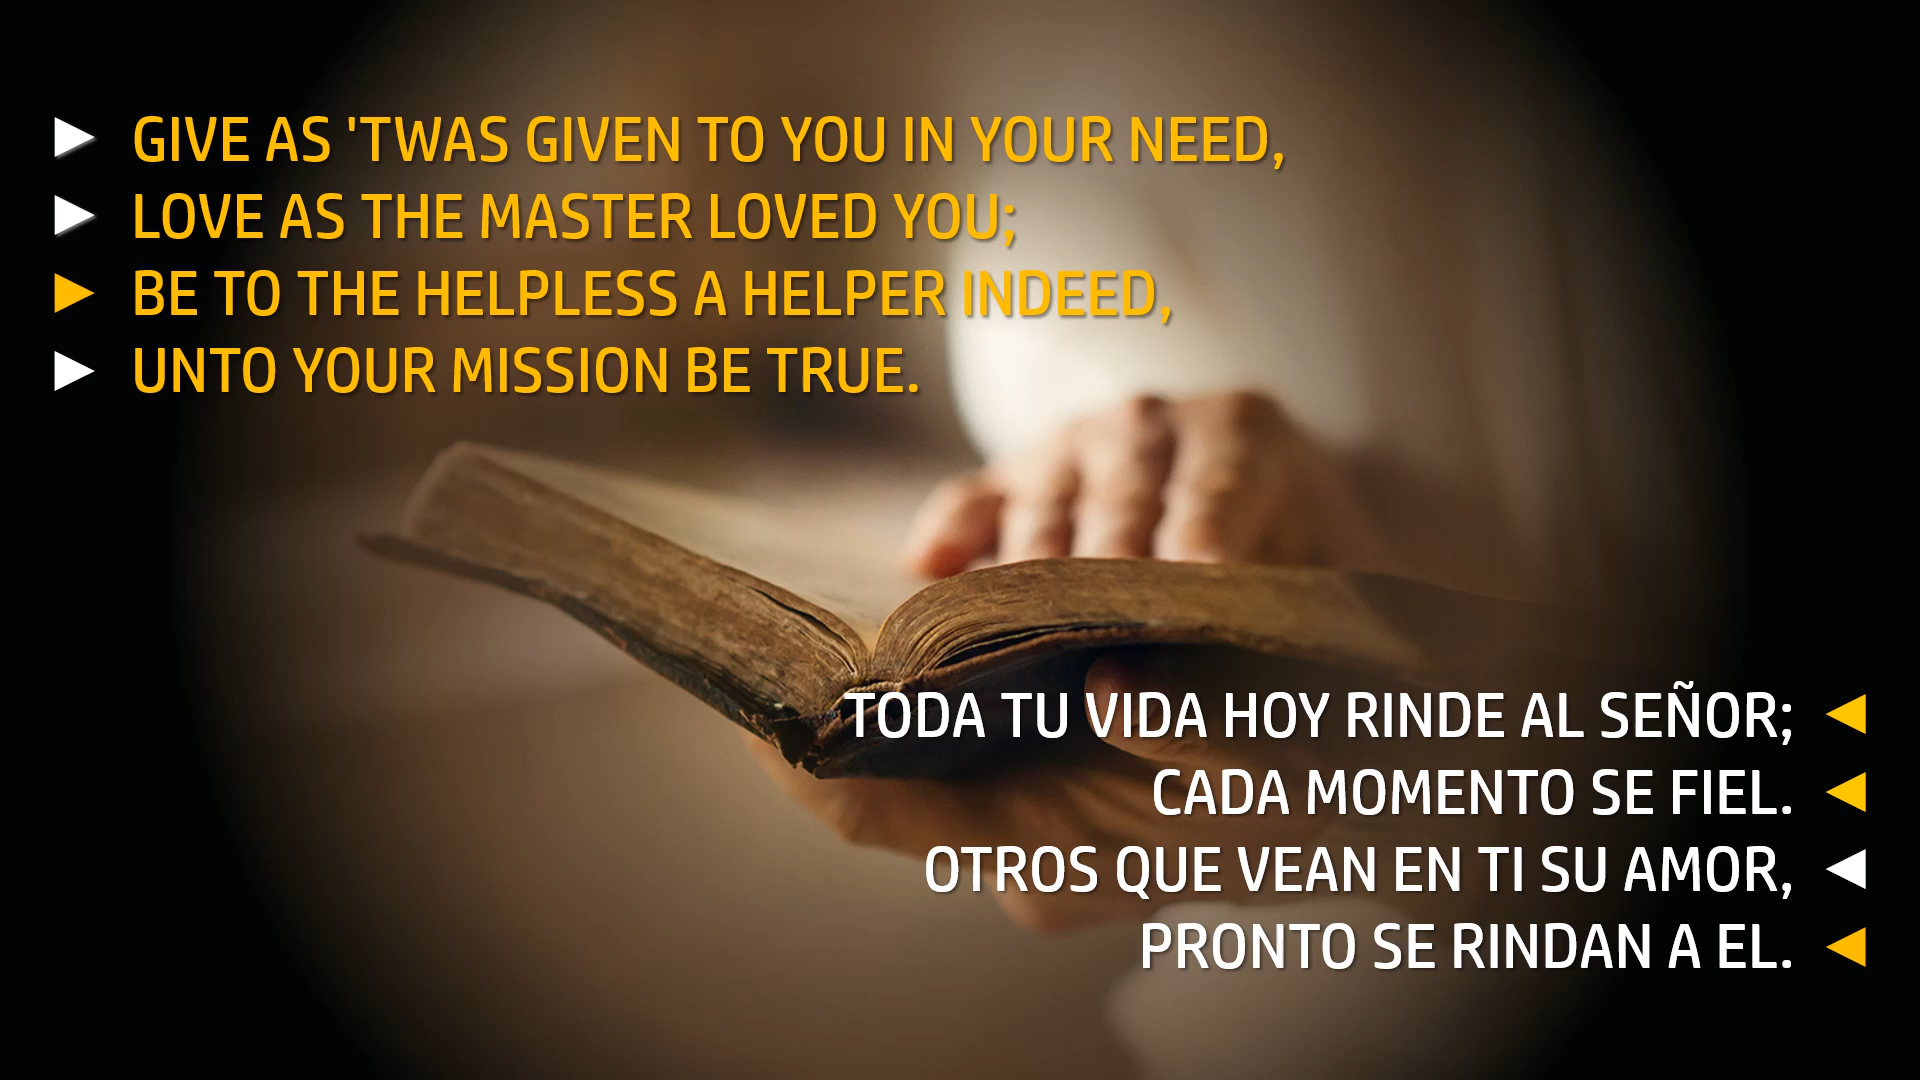 GIVE AS 'TWAS GIVEN TO YOU IN YOUR NEED,
LOVE AS THE MASTER LOVED YOU;
BE TO THE HELPLESS A HELPER INDEED,
UNTO YOUR MISSION BE TRUE.
TODA TU VIDA HOY RINDE AL SEÑOR;
CADA MOMENTO SE FIEL.
OTROS QUE VEAN EN TI SU AMOR,
PRONTO SE RINDAN A EL.